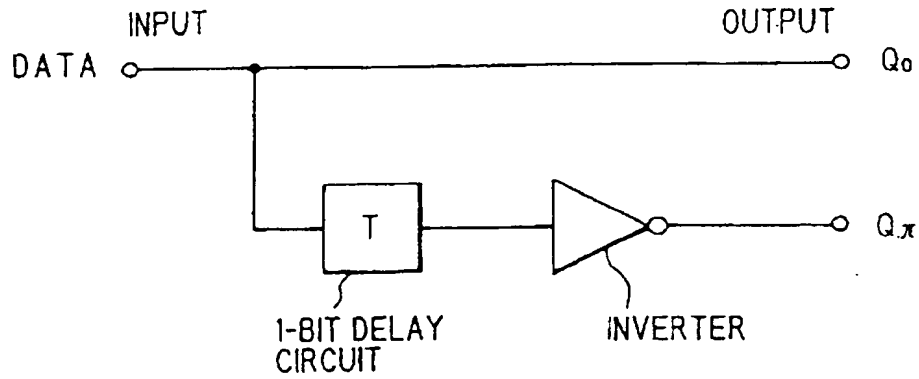 INPUT
OUTPUT
DATA
Q0
T
Qπ
1-BIT DELAY
CIRCUIT
INVERTER